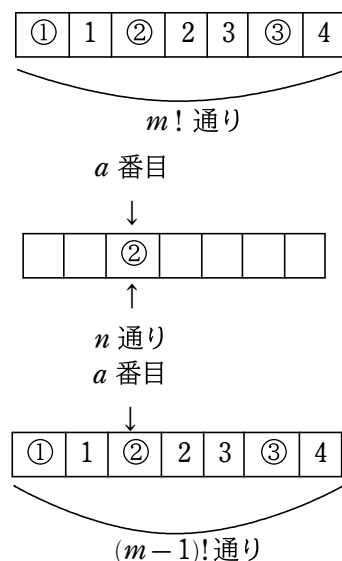 ① 1 ② 2 3 ③ 4
m! 通り
a 番目
↓
②
↑
n 通り
a 番目
↓
① 1 ② 2 3 ③ 4
(m－1)! 通り